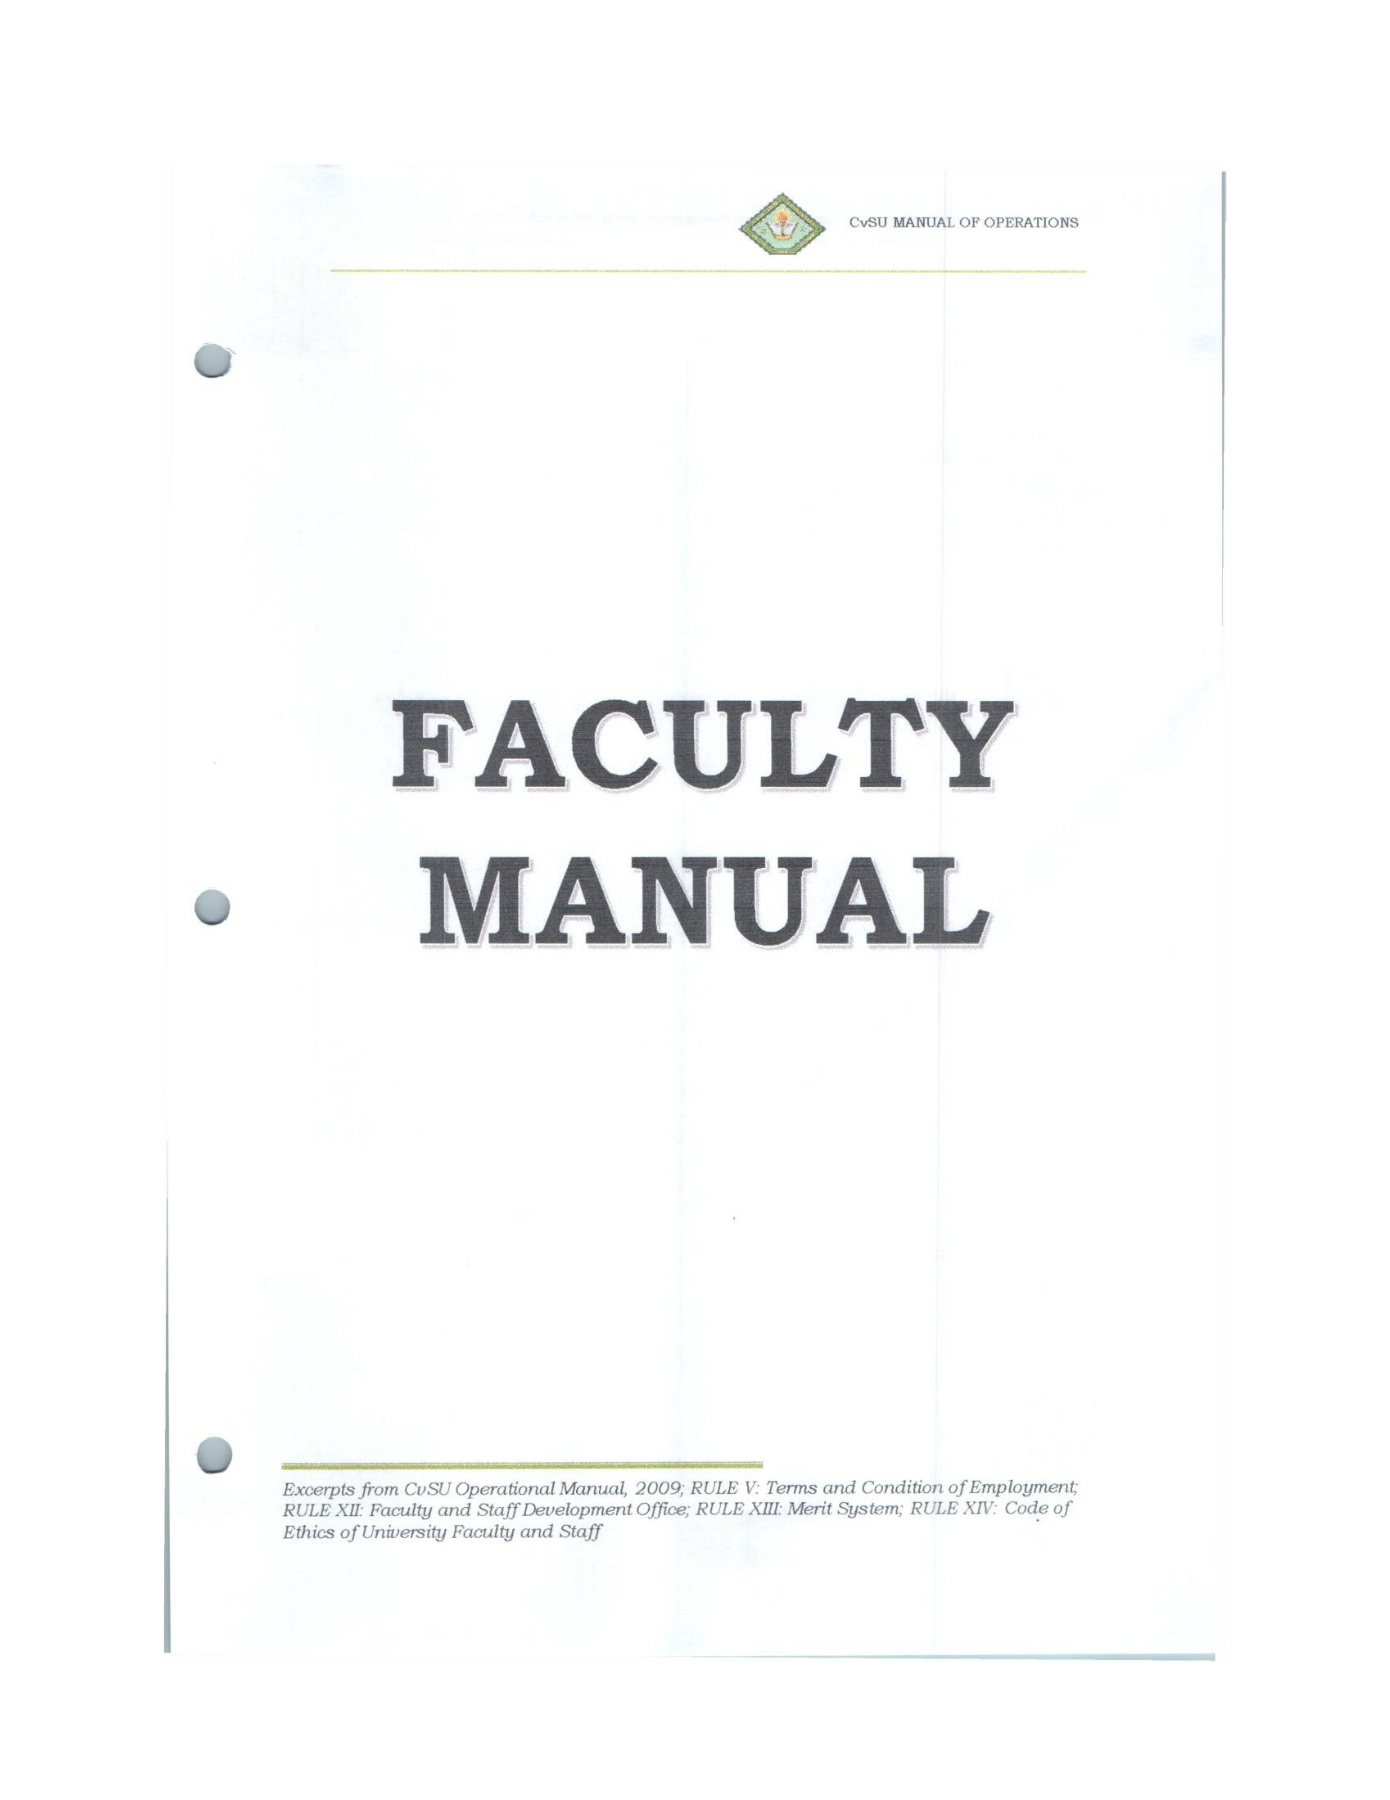 CvSU MANUAL OF OPERATIONS
FACULTY
MANUAL
Excerpts from CvSU Operational Manual, 2009; RULE V: Terms and Condition of Employment;
RULE XII: Faculty and Staff Development Office; RULE XIII: Merit System; RULE XIV: Code of
Ethics of University Faculty and Staff